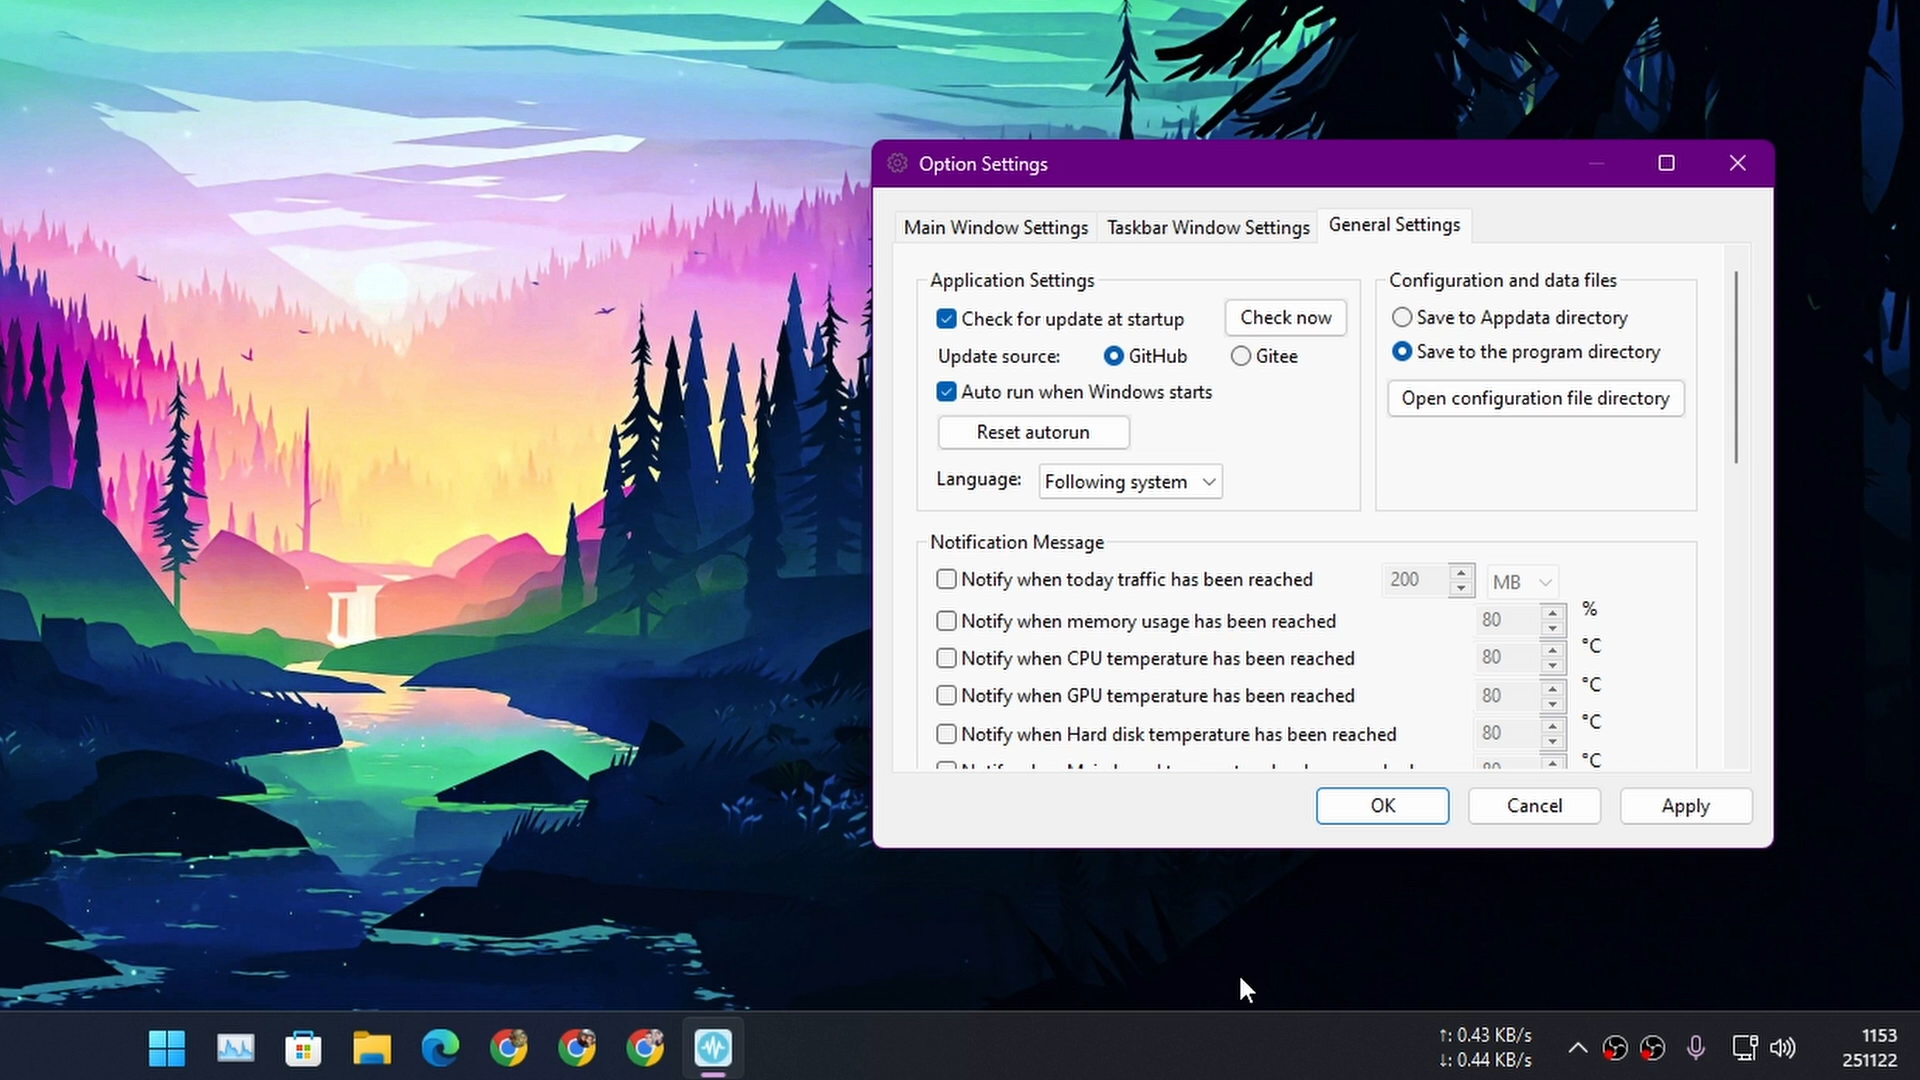 Option Settings
Main Window Settings
Taskbar Window Settings
General Settings
Application Settings
Check for update at startup
Check now
Update source:
GitHub
Gitee
Auto run when Windows starts
Reset autorun
Language:
Following system
Configuration and data files
Save to Appdata directory
Save to the program directory
Open configuration file directory
Notification Message
Notify when today traffic has been reached
200
MB
Notify when memory usage has been reached
80
%
Notify when CPU temperature has been reached
80
°C
Notify when GPU temperature has been reached
80
°C
Notify when Hard disk temperature has been reached
80
°C
80
°C
OK
Cancel
Apply
↑: 0.43 KB/s
↓: 0.44 KB/s
1153
251122